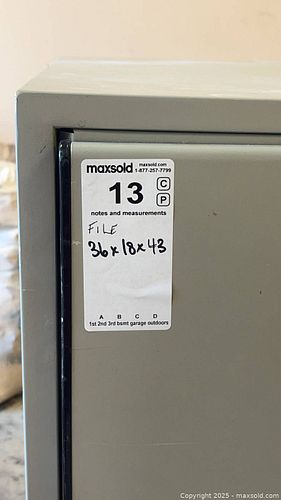 maxsold maxsold.com
1-877-257-7799
13 C
P
notes and measurements
FILE
36x18x43
A B C D
1st 2nd 3rd bsmt garage outdoors
Copyright © 2025 - maxsold.com